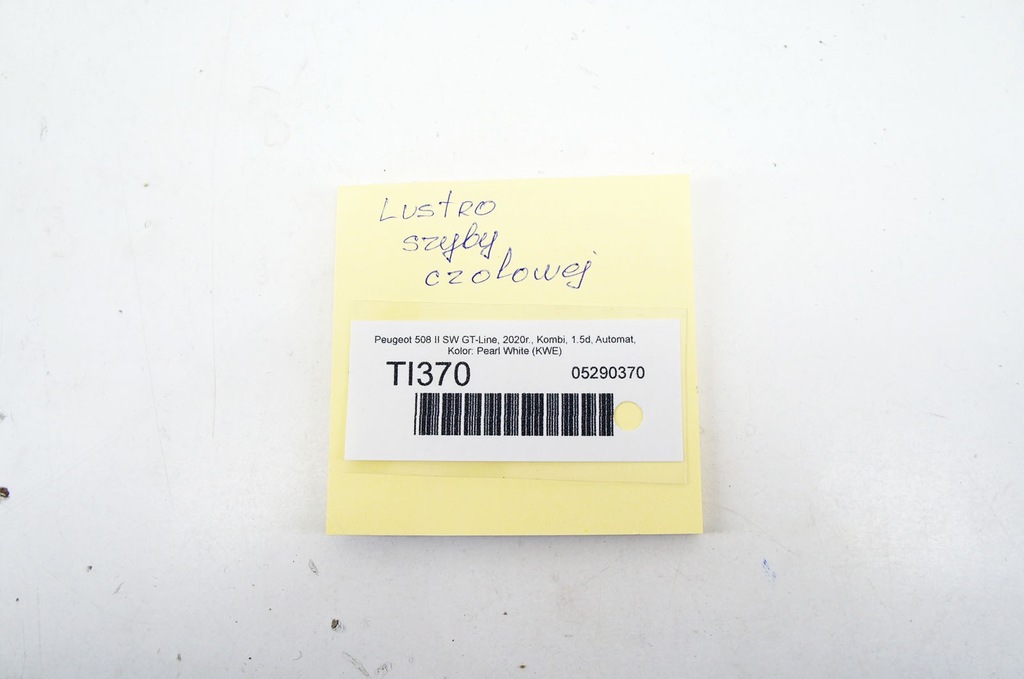 Lustro
szyby
czołowej
Peugeot 508 II SW GT-Line, 2020r., Kombi, 1.5d, Automat,
Kolor: Pearl White (KWE)
TI370 05290370